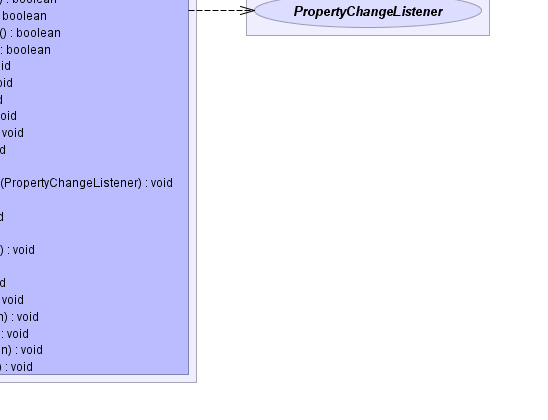 ) : boolean
PropertyChangeListener
boolean
() : boolean
: boolean
id
oid
d
oid
void
d
(PropertyChangeListener) : void
d
) : void
d
void
n) : void
: void
n) : void
) : void